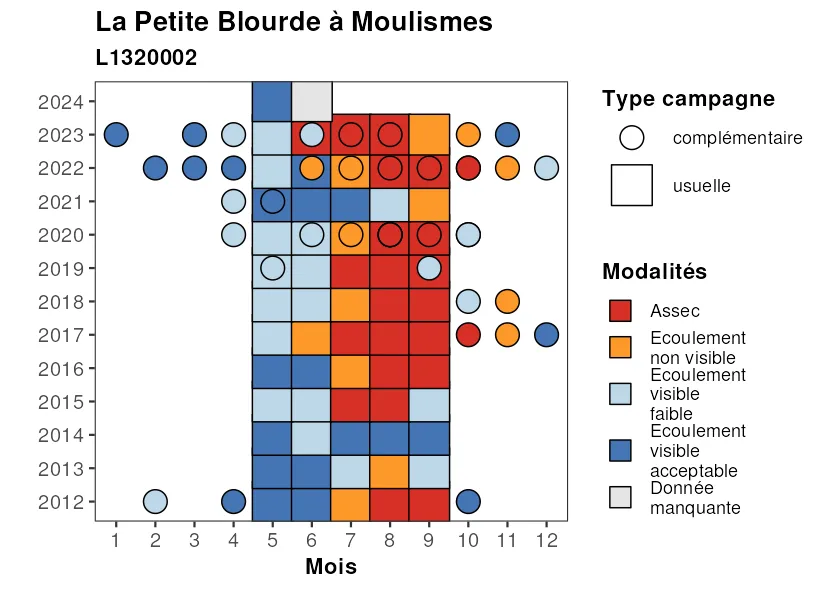 La Petite Blourde à Moulismes
L1320002
2024
2023
2022
2021
2020
2019
2018
2017
2016
2015
2014
2013
2012
1 2 3 4 5 6 7 8 9 10 11 12
Mois
Type campagne
complémentaire
usuelle
Modalités
Assec
Ecoulement
non visible
Ecoulement
visible
faible
Ecoulement
visible
acceptable
Donnée
manquante